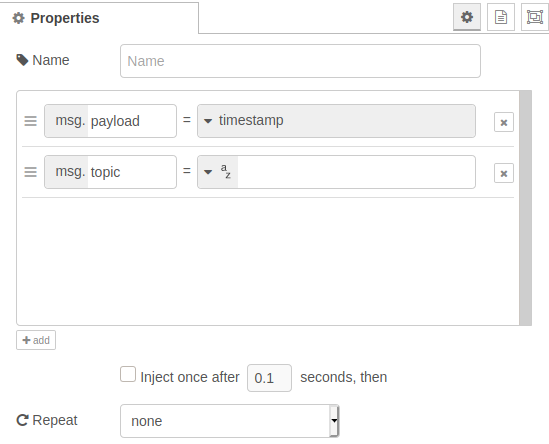 Properties
Name Name
msg. payload = timestamp
msg. topic = az
add
Inject once after 0.1 seconds, then
Repeat none